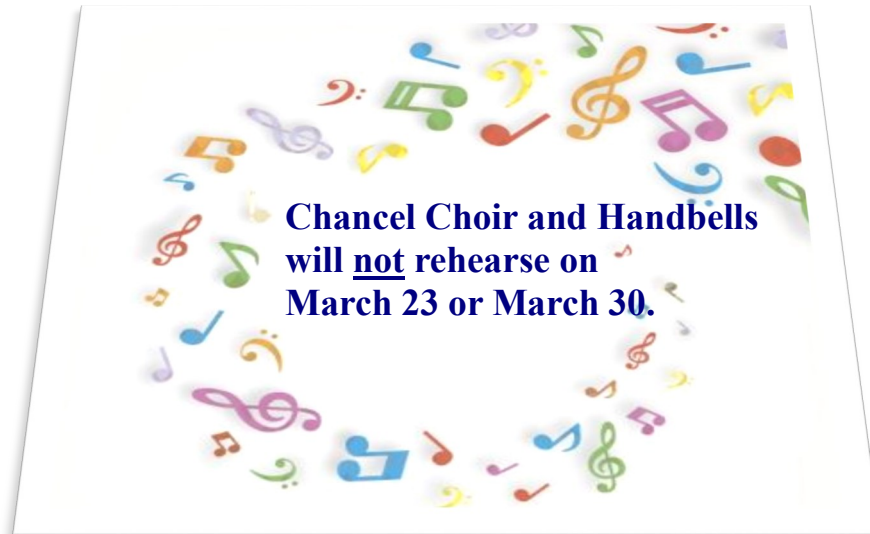 Chancel Choir and Handbells
will not rehearse on
March 23 or March 30.